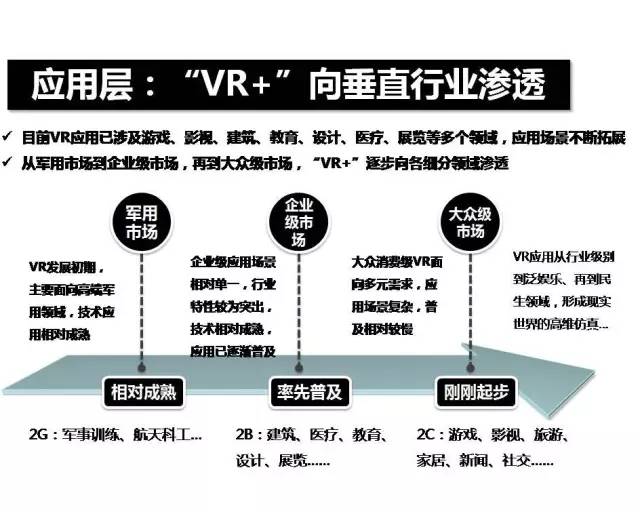 应用层：“VR+”向垂直行业渗透
✓ 目前VR应用已涉及游戏、影视、建筑、教育、设计、医疗、展览等多个领域，应用场景不断拓展
✓ 从军用市场到企业级市场，再到大众级市场，“VR+”逐步向各细分领域渗透
军用
市场
企业
级市
场
大众级
市场
VR发展初期，
主要面向高端军
用领域，技术应
用相对成熟
企业级应用场景
相对单一，行业
特性较为突出，
技术相对成熟，
应用已逐渐普及
大众消费级VR面
向多元需求，应
用场景复杂，普
及相对较慢
VR应用从行业级别
到泛娱乐、再到民
生领域，形成现实
世界的高维仿真...
相对成熟
率先普及
刚刚起步
2G：军事训练、航天科工...
2B：建筑、医疗、教育、
设计、展览......
2C：游戏、影视、旅游、
家居、新闻、社交......